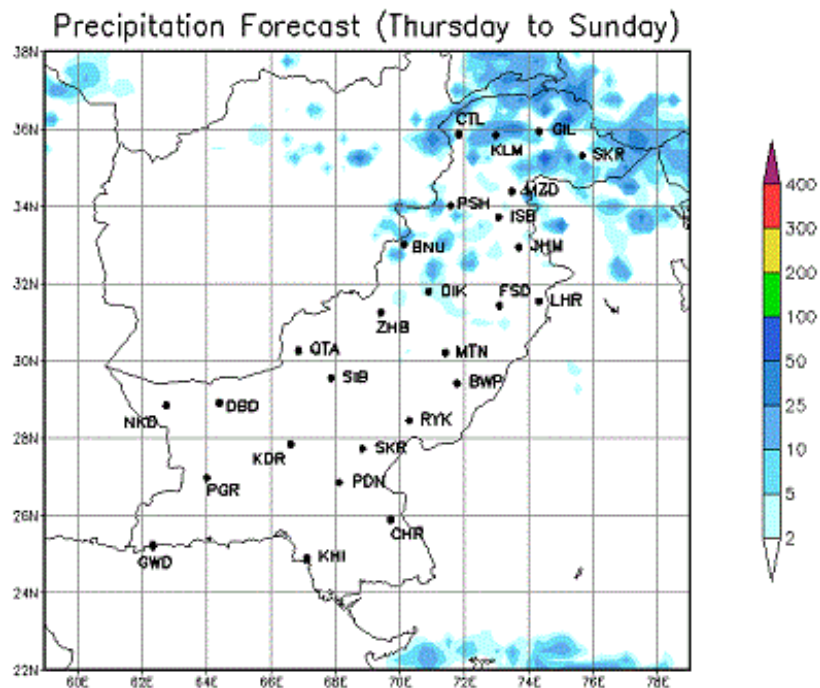 Precipitation Forecast (Thursday to Sunday)
38N
36N
34N
32N
30N
28N
26N
24N
22N
CTL
GIL
KLM
SKR
MZD
PSH
ISB
BNU
JHM
DIK
FSD
LHR
ZHB
QTA
MTN
SIB
BWP
NKD
DBD
RYK
KDR
SKR
PGR
PDN
CHR
GWD
KHI
60E
62E
64E
66E
68E
70E
72E
74E
76E
78E
400
300
200
100
50
25
10
5
2